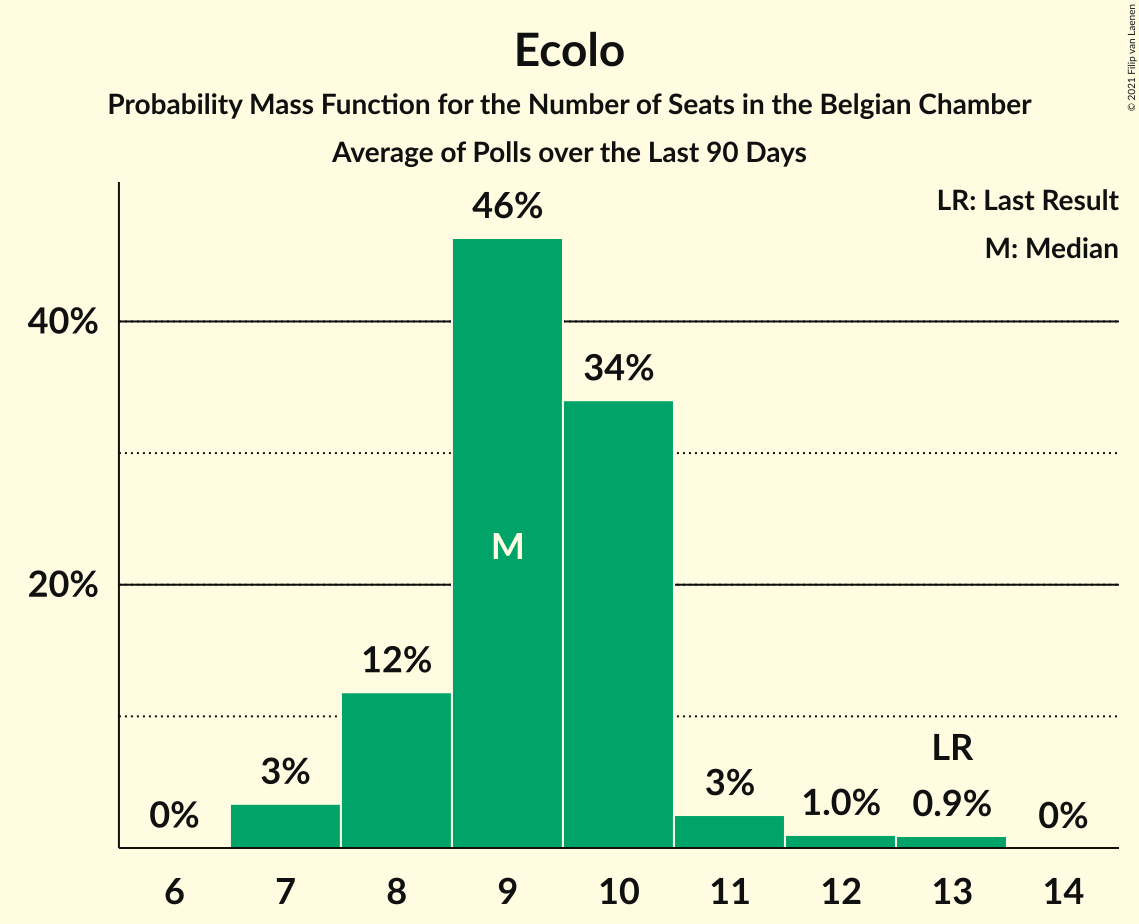 Ecolo
Probability Mass Function for the Number of Seats in the Belgian Chamber
Average of Polls over the Last 90 Days
© 2021 Filip van Laenen
LR: Last Result
M: Median
46%
40%
34%
M
20%
12%
LR
3%
3%
1.0%
0.9%
0%
0%
6 7 8 9 10 11 12 13 14